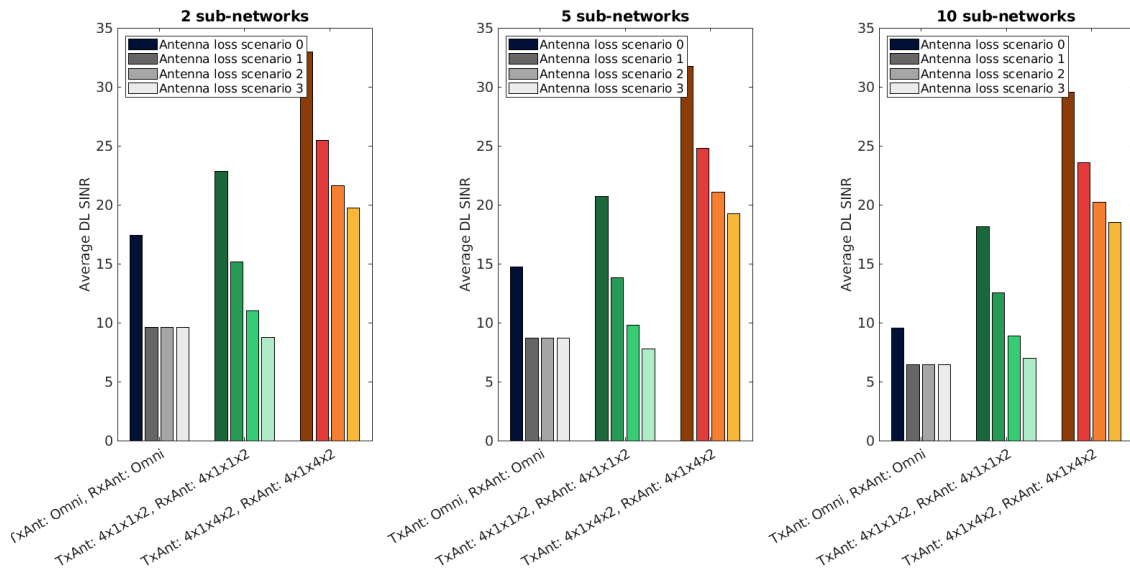 2 sub-networks
Antenna loss scenario 0
Antenna loss scenario 1
Antenna loss scenario 2
Antenna loss scenario 3
Average DL SINR
35
30
25
20
15
10
5
0
TxAnt: Omni, RxAnt: Omni
TxAnt: 4x1x1x2, RxAnt: 4x1x1x2
TxAnt: 4x1x4x2, RxAnt: 4x1x4x2
5 sub-networks
Antenna loss scenario 0
Antenna loss scenario 1
Antenna loss scenario 2
Antenna loss scenario 3
Average DL SINR
35
30
25
20
15
10
5
0
TxAnt: Omni, RxAnt: Omni
TxAnt: 4x1x1x2, RxAnt: 4x1x1x2
TxAnt: 4x1x4x2, RxAnt: 4x1x4x2
10 sub-networks
Antenna loss scenario 0
Antenna loss scenario 1
Antenna loss scenario 2
Antenna loss scenario 3
Average DL SINR
35
30
25
20
15
10
5
0
TxAnt: Omni, RxAnt: Omni
TxAnt: 4x1x1x2, RxAnt: 4x1x1x2
TxAnt: 4x1x4x2, RxAnt: 4x1x4x2